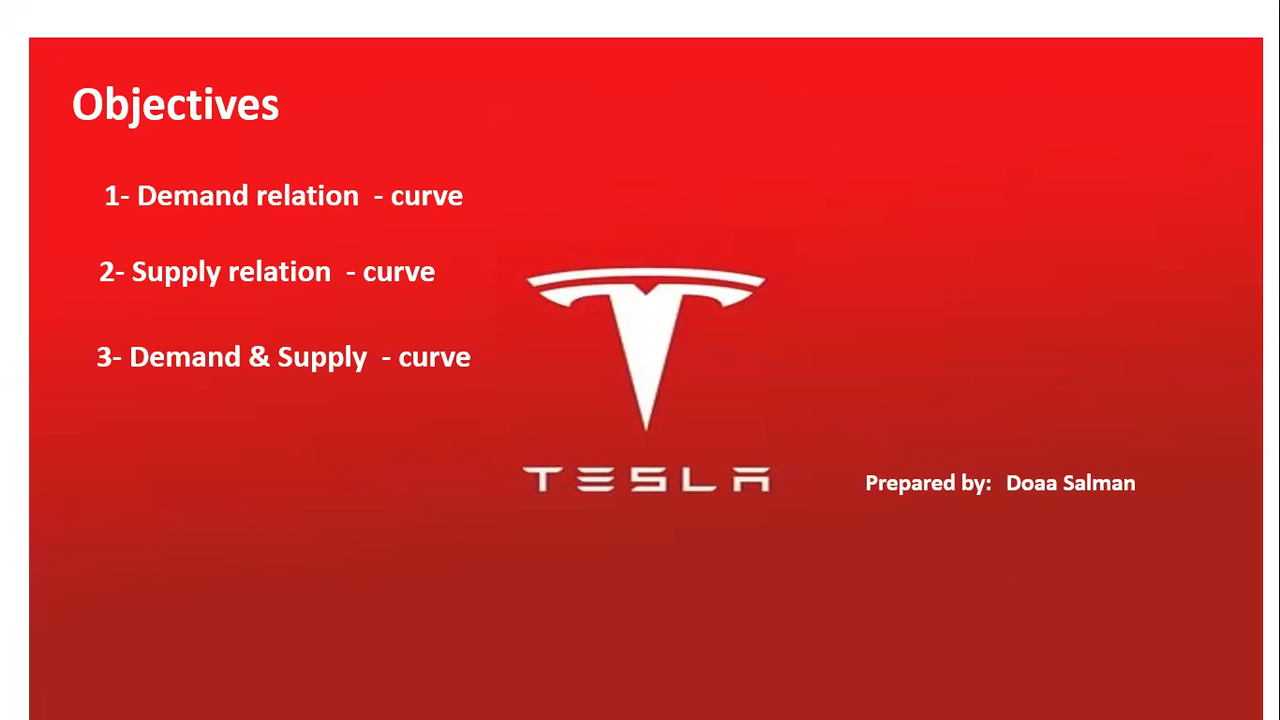 Objectives
1- Demand relation - curve
2- Supply relation - curve
3- Demand & Supply - curve
TESLA
Prepared by: Doaa Salman